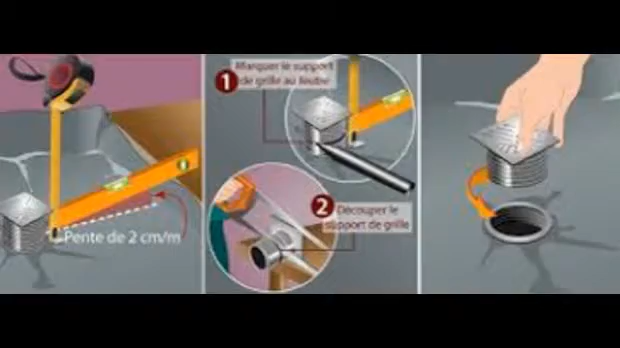 Pente de 2 cm/m
1
Marquer le support
de grille au feutre
2
Découper le
support de grille